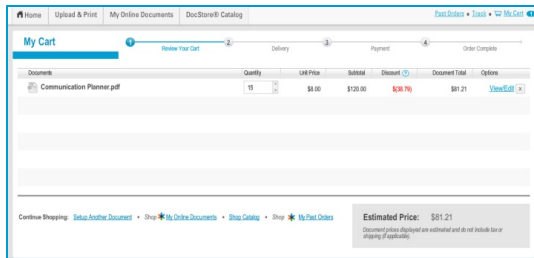 Home Upload & Print My Online Documents DocStore® Catalog Past Orders • Track • My Cart 1
My Cart 1 2 3 4
Review Your Cart Delivery Payment Order Complete
Documents Quantity Unit Price Subtotal Discount ? Document Total Options
Communication Planner.pdf 15 $8.00 $120.00 $(38.79) $81.21 View/Edit x
Continue Shopping: Setup Another Document • Shop My Online Documents • Shop Catalog • Shop My Past Orders
Estimated Price: $81.21
Document prices displayed are estimated and do not include tax or
shipping (if applicable).